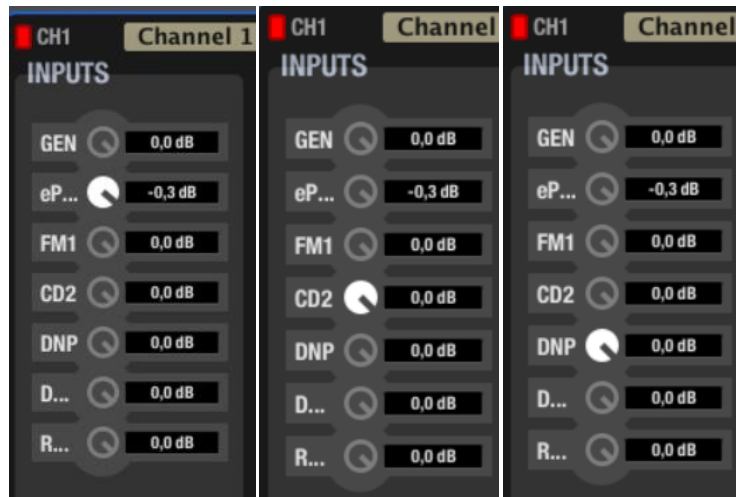 CH1 Channel 1
INPUTS
GEN 0,0 dB
eP... -0,3 dB
FM1 0,0 dB
CD2 0,0 dB
DNP 0,0 dB
D... 0,0 dB
R... 0,0 dB
CH1 Channel
INPUTS
GEN 0,0 dB
eP... -0,3 dB
FM1 0,0 dB
CD2 0,0 dB
DNP 0,0 dB
D... 0,0 dB
R... 0,0 dB
CH1 Channel
INPUTS
GEN 0,0 dB
eP... -0,3 dB
FM1 0,0 dB
CD2 0,0 dB
DNP 0,0 dB
D... 0,0 dB
R... 0,0 dB